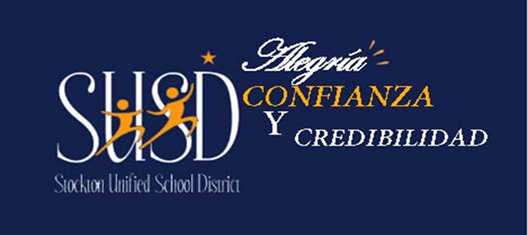 SUSD
Stockton Unified School District
Alegría
CONFIANZA
Y CREDIBILIDAD